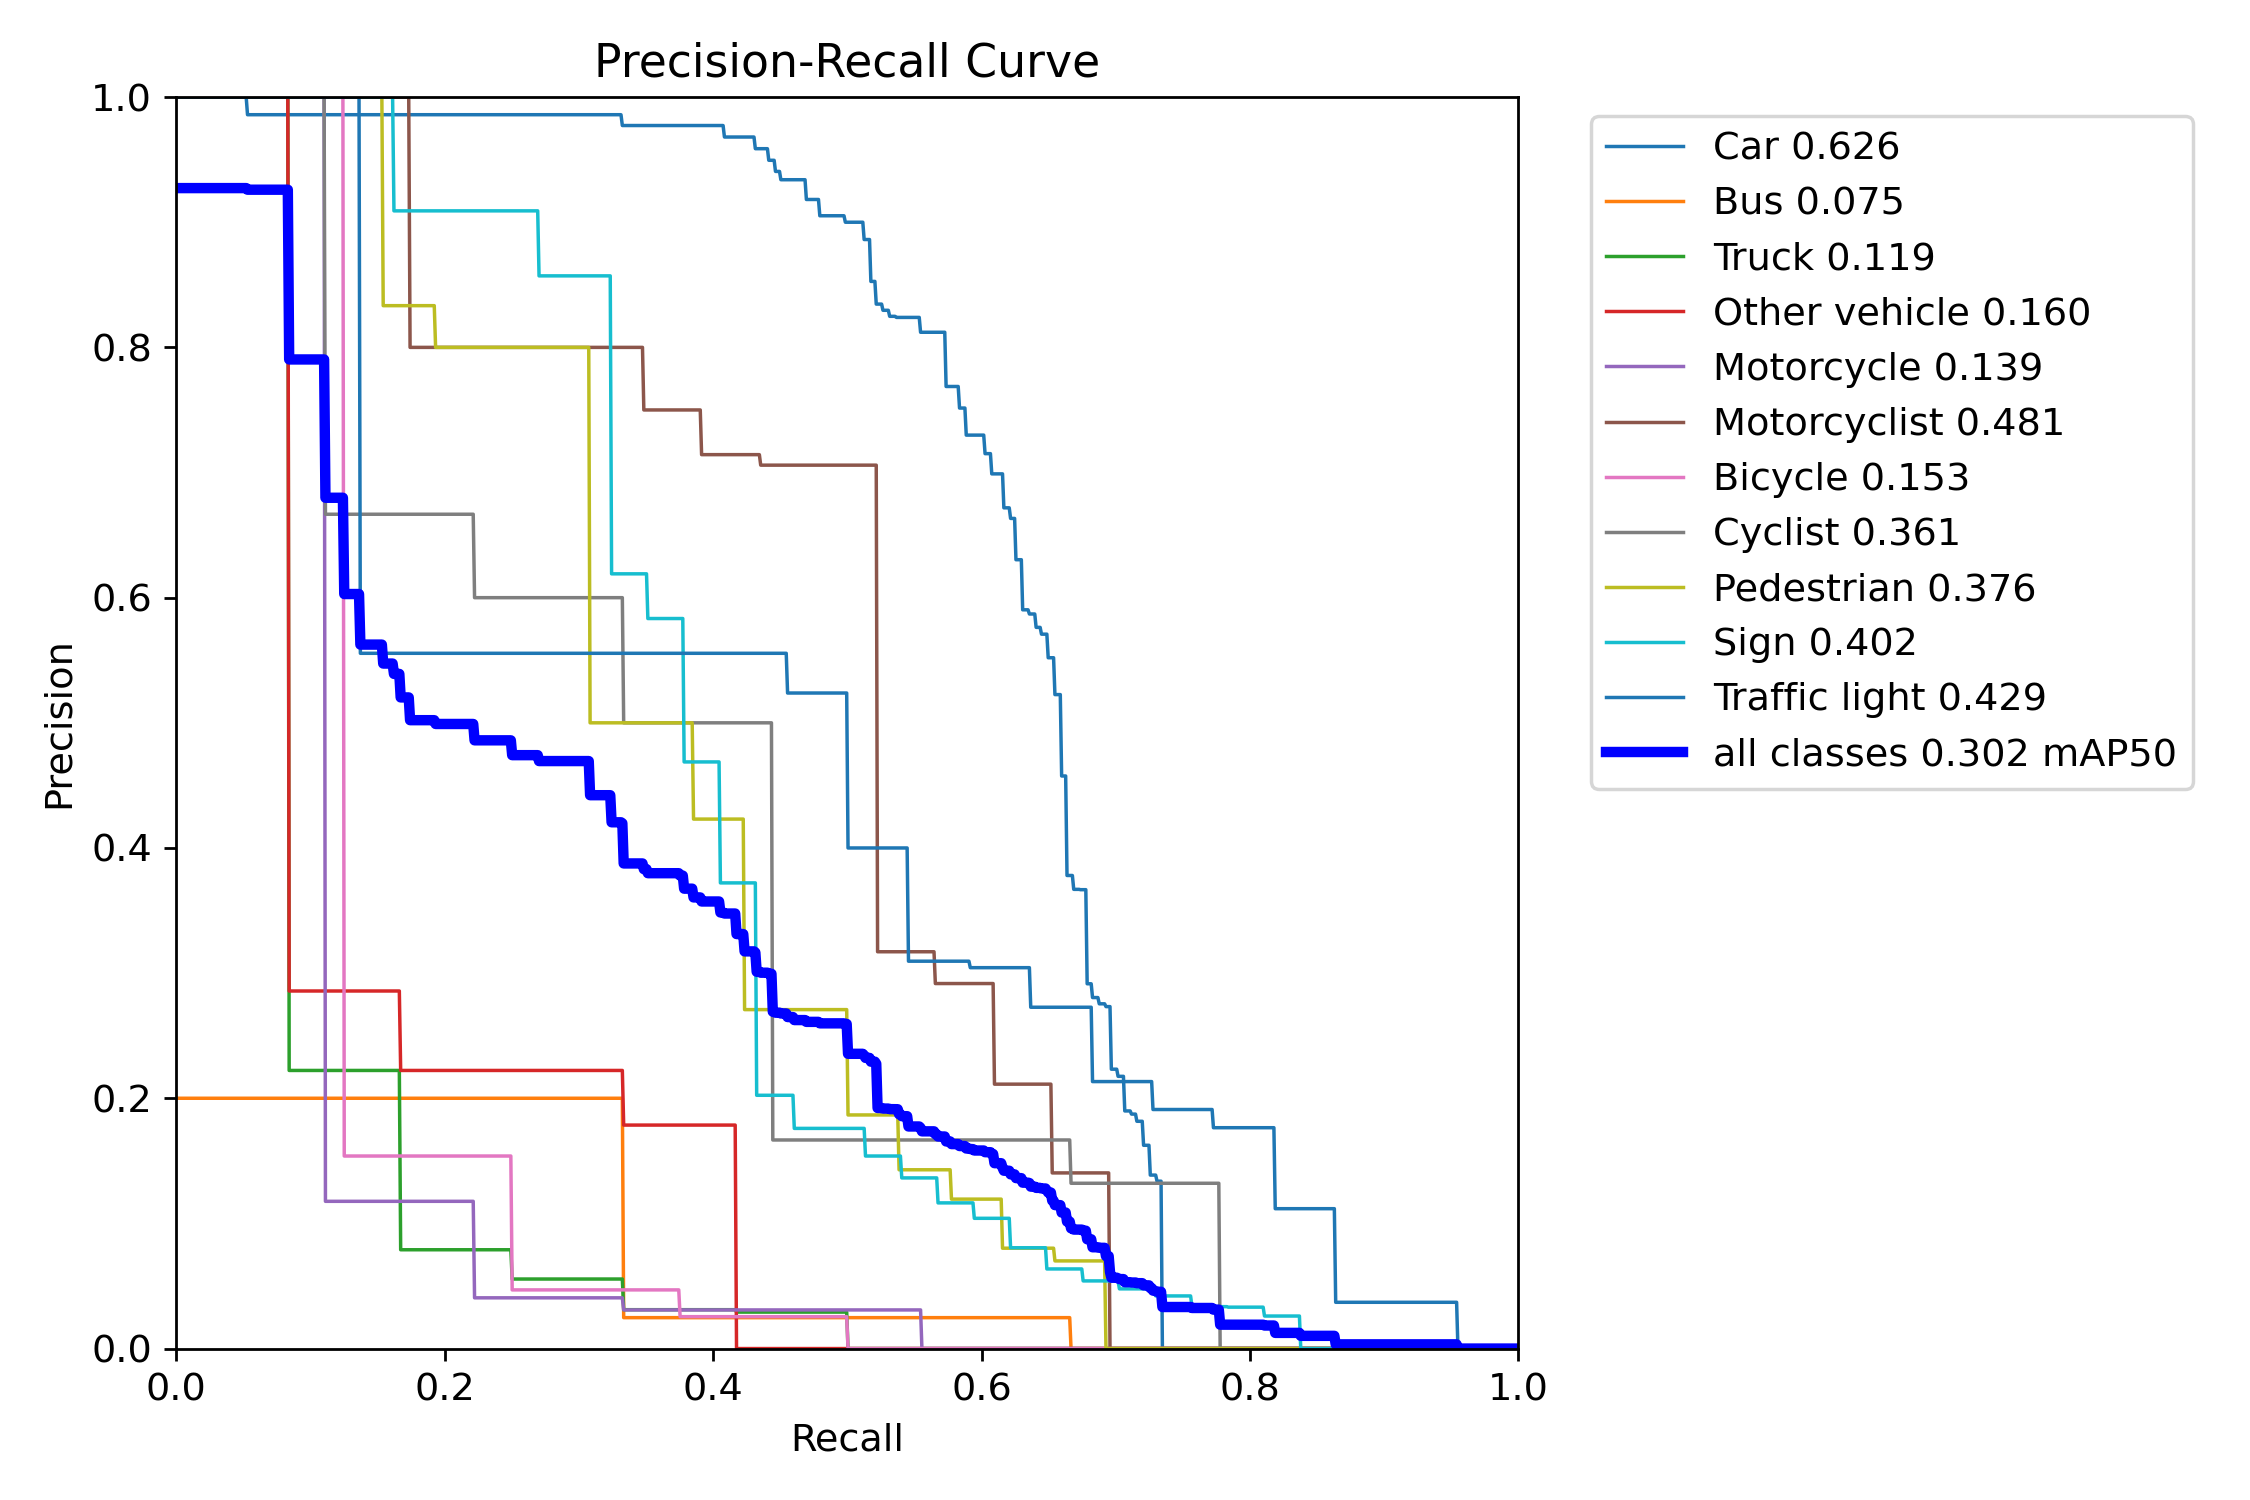 Precision-Recall Curve
1.0
0.8
0.6
0.4
0.2
0.0
Precision
0.0 0.2 0.4 0.6 0.8 1.0
Recall
Car 0.626
Bus 0.075
Truck 0.119
Other vehicle 0.160
Motorcycle 0.139
Motorcyclist 0.481
Bicycle 0.153
Cyclist 0.361
Pedestrian 0.376
Sign 0.402
Traffic light 0.429
all classes 0.302 mAP50